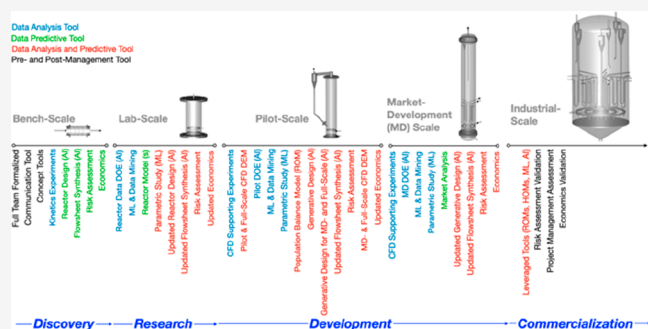 Data Analysis Tool
Data Predictive Tool
Data Analysis and Predictive Tool
Pre- and Post-Management Tool
Bench-Scale
Lab-Scale
Pilot-Scale
Market-
Development
(MD) Scale
Industrial-
Scale
Full Team Formalized
Communication Tool
Concept Tools
Kinetics Experiments
Reactor Design (AI)
Flowsheet Synthesis (AI)
Risk Assessment
Economics
Reactor Data DOE (AI)
ML & Data Mining
Reactor Model (s)
Parametric Study (ML)
Updated Reactor Design (AI)
Updated Flowsheet Synthesis (AI)
Risk Assessment
Updated Economics
CFD Supporting Experiments
Pilot & Full-Scale CFD DEM
Pilot DOE (AI)
ML & Data Mining
Parametric Study (ML)
Population Balance Model (ROM)
Generative Design (AI)
Generative Design for MD- and Full-Scale (AI)
Updated Flowsheet Synthesis (AI)
Risk Assessment
MD- & Full-Scale CFD DEM
Updated Economics
CFD Supporting Experiments
MD DOE (AI)
ML & Data Mining
Parametric Study (ML)
Market Analysis
Updated Generative Design (AI)
Updated Flowsheet Synthesis (AI)
Risk Assessment
Economics
Leveraged Tools (ROMs, HDMs, ML, AI)
Risk Assessment Validation
Project Management Assessment
Economics Validation
Discovery
Research
Development
Commercialization